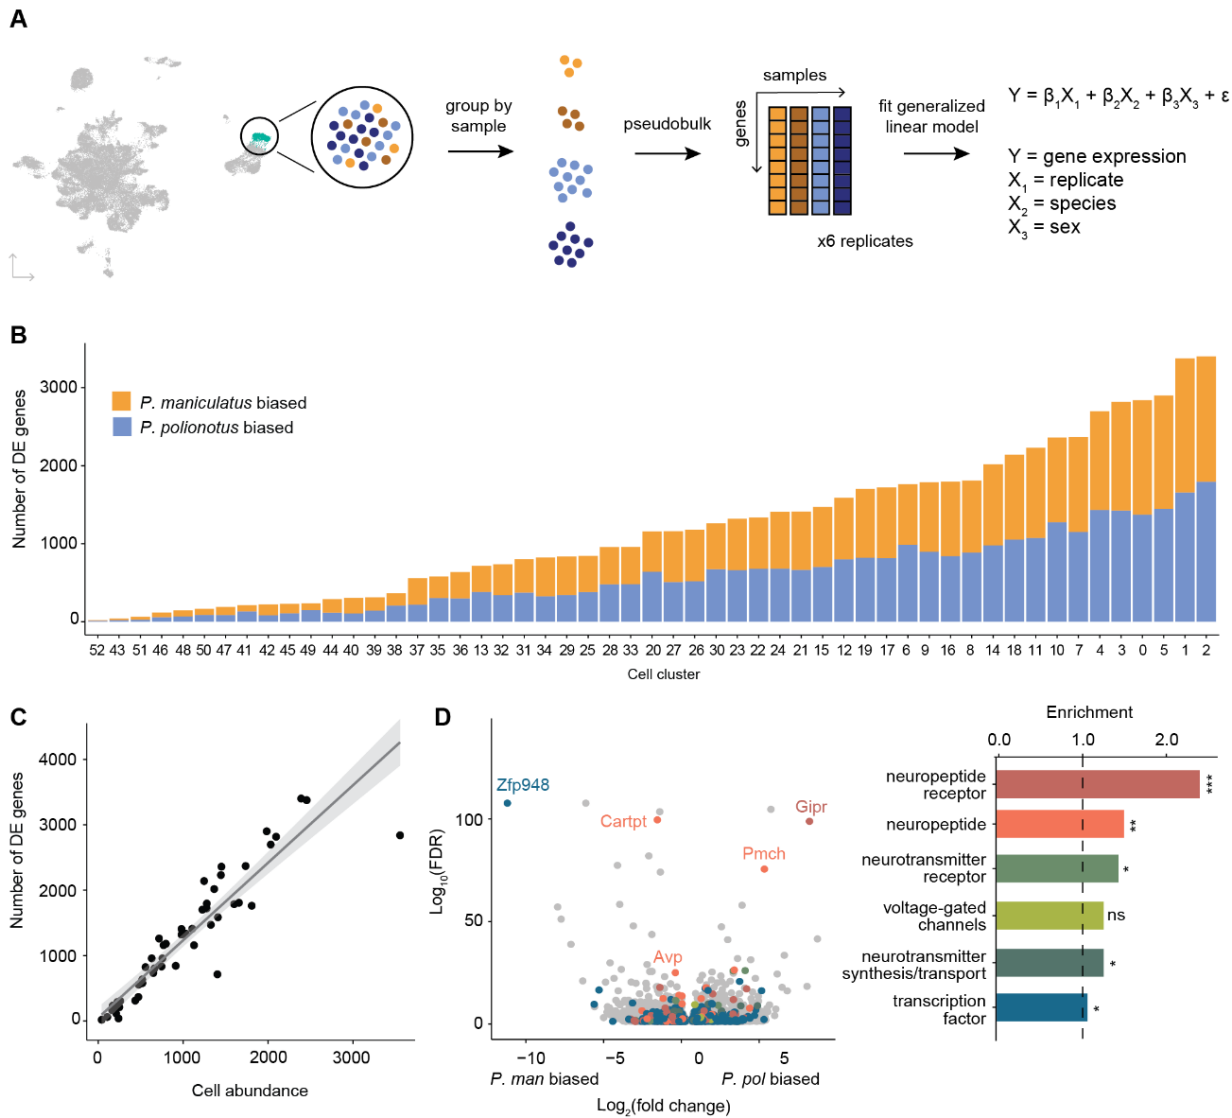 A
group by
sample
pseudobulk
samples
genes
x6 replicates
fit generalized
linear model
Y = β₁X₁ + β₂X₂ + β₃X₃ + ε
Y = gene expression
X₁ = replicate
X₂ = species
X₃ = sex
B
Number of DE genes
3000
2000
1000
0
P. maniculatus biased
P. polionotus biased
52 43 51 46 48 50 47 41 42 45 49 44 40 39 38 37 35 36 13 32 31 34 29 25 28 33 20 27 26 30 23 22 24 21 15 12 19 17 6 9 16 8 14 18 11 10 7 4 3 0 5 1 2
Cell cluster
C
Number of DE genes
4000
3000
2000
1000
0
0 1000 2000 3000
Cell abundance
D
Log₁₀(FDR)
100
50
0
Zfp948
Cartpt
Gipr
Pmch
Avp
−10 −5 0 5
P. man biased P. pol biased
Log₂(fold change)
Enrichment
0.0 1.0 2.0
neuropeptide
receptor
***
neuropeptide
**
neurotransmitter
receptor
*
voltage-gated
channels
ns
neurotransmitter
synthesis/transport
*
transcription
factor
*